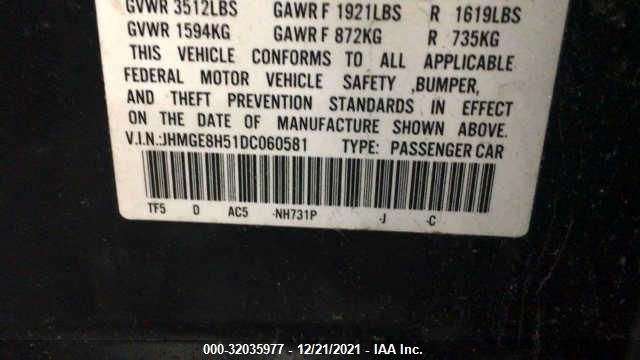 GVWR 3512LBS GAWR F 1921LBS R 1619LBS
GVWR 1594KG GAWR F 872KG R 735KG
THIS VEHICLE CONFORMS TO ALL APPLICABLE
FEDERAL MOTOR VEHICLE SAFETY ,BUMPER,
AND THEFT PREVENTION STANDARDS IN EFFECT
ON THE DATE OF MANUFACTURE SHOWN ABOVE.
V.I.N.:JHMGE8H51DC060581 TYPE: PASSENGER CAR
TF5 D AC5 -NH731P -J -C
000-32035977 - 12/21/2021 - IAA Inc.